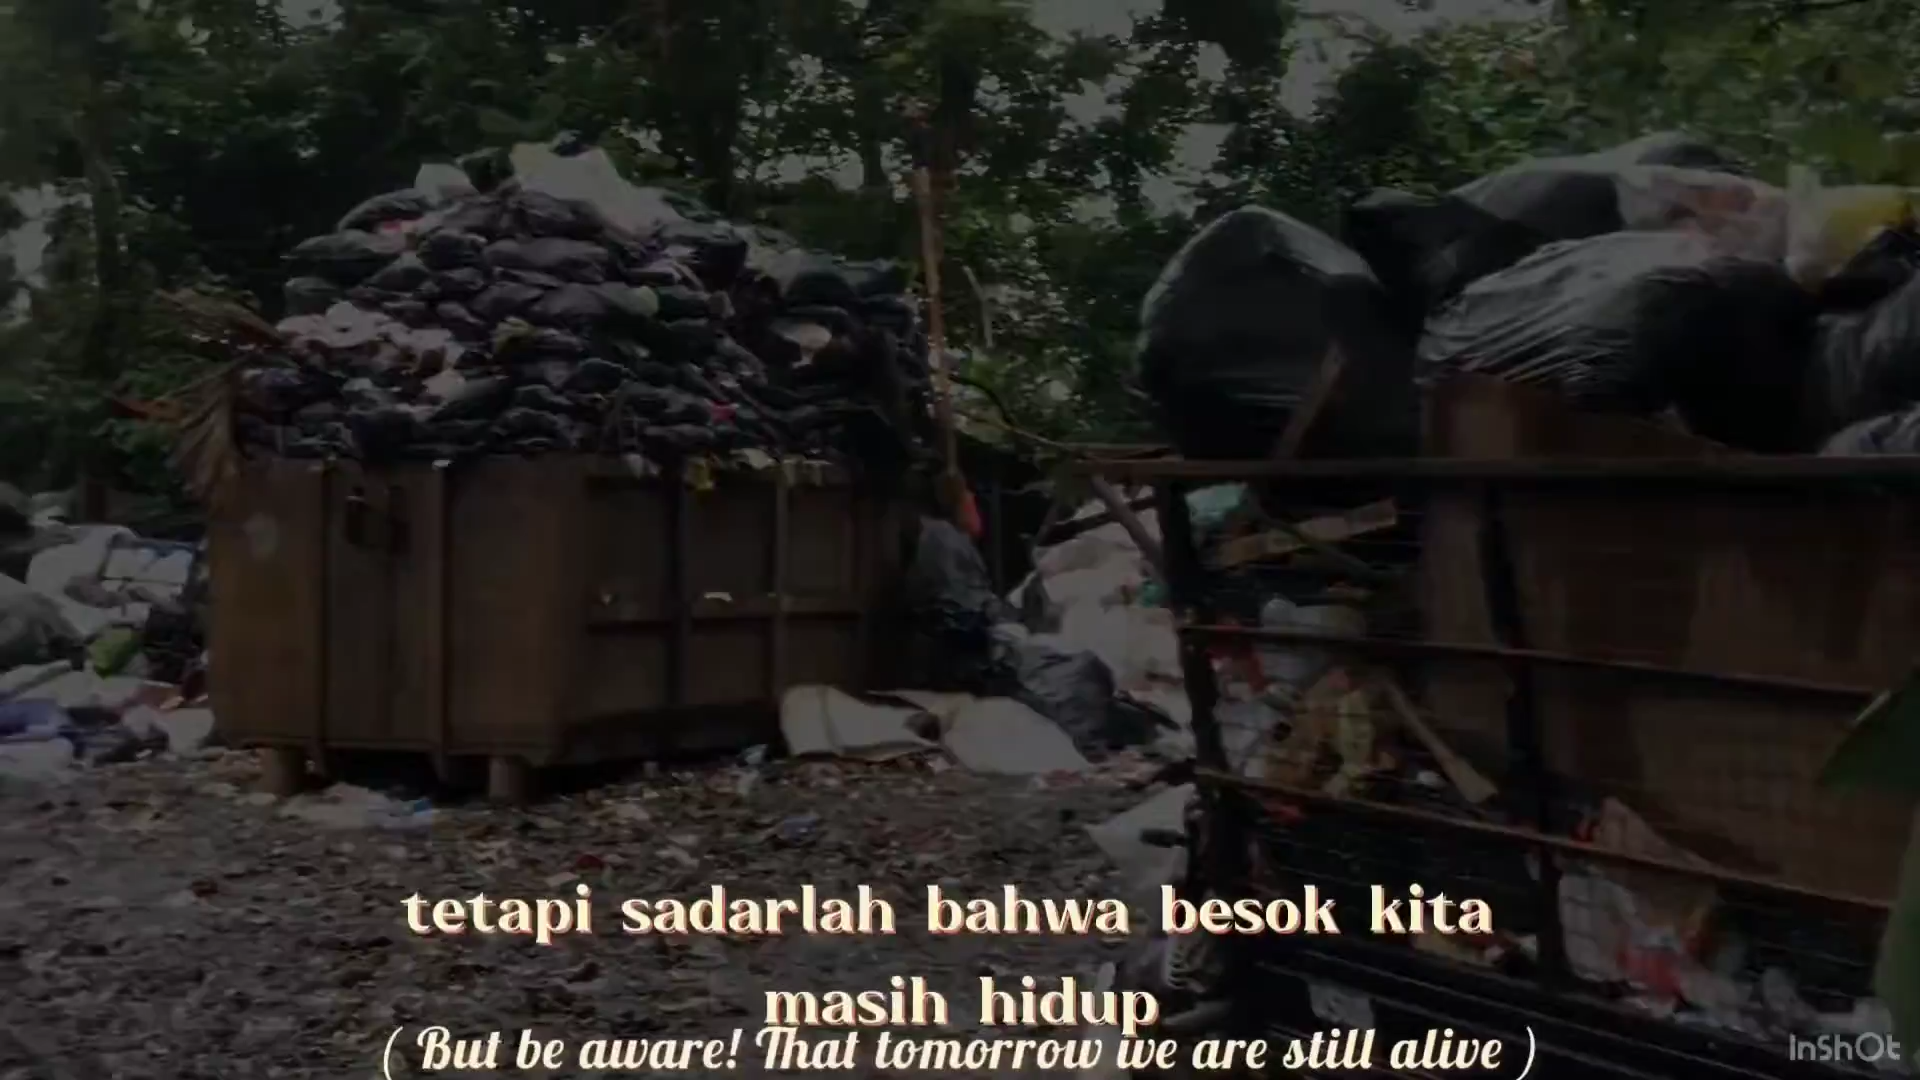 tetapi sadarlah bahwa besok kita
masih hidup
( But be aware! That tomorrow we are still alive )
InShOt